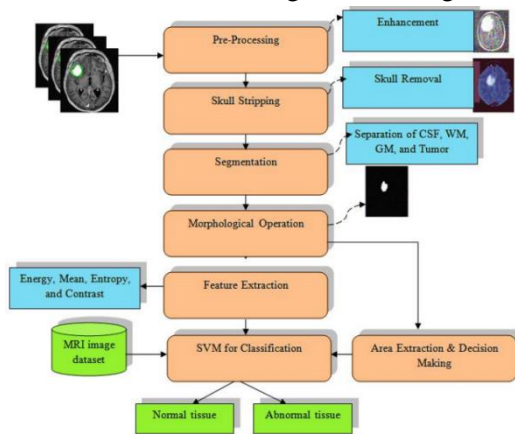 Pre-Processing
Enhancement
Skull Stripping
Skull Removal
Segmentation
Separation of CSF, WM,
GM, and Tumor
Morphological Operation
Energy, Mean, Entropy,
and Contrast
Feature Extraction
MRI image
dataset
SVM for Classification
Area Extraction & Decision
Making
Normal tissue
Abnormal tissue